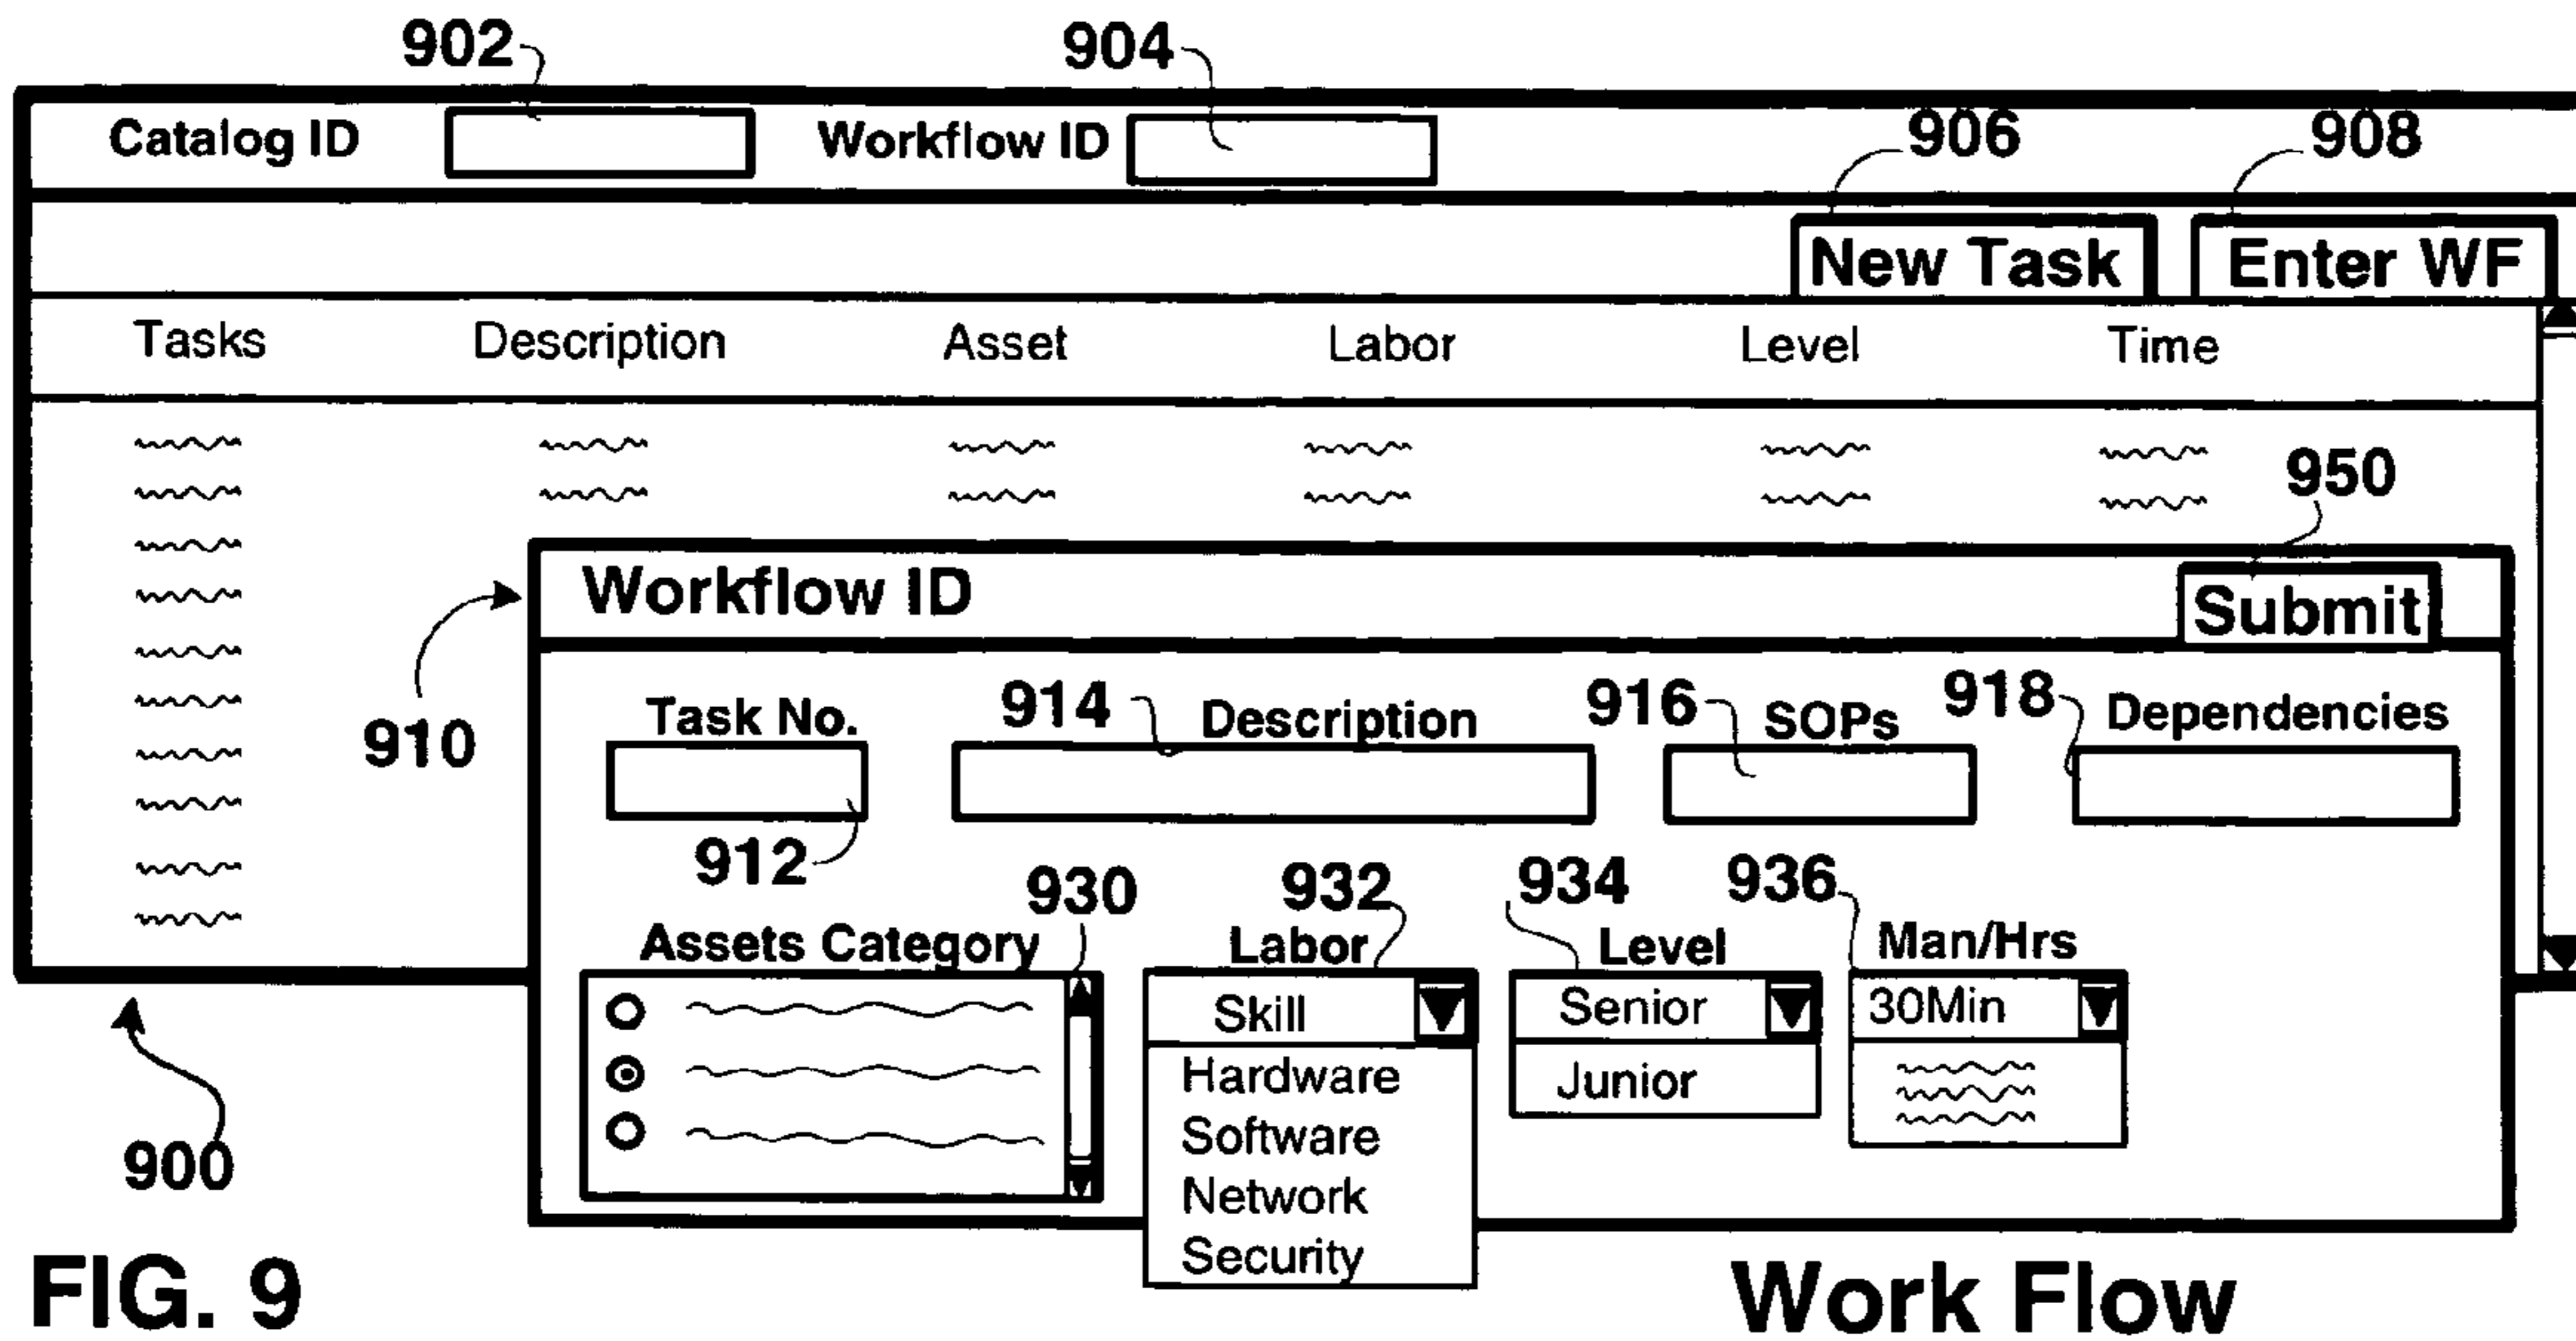 902 904
Catalog ID Workflow ID 906 908
New Task Enter WF
Tasks Description Asset Labor Level Time
950
Workflow ID Submit
910 Task No. 914 Description 916 SOPs 918 Dependencies
912
930 932 934 936
Assets Category Labor Level Man/Hrs
Skill Senior 30Min
Hardware Junior
Software
Network
Security
900
FIG. 9 Work Flow